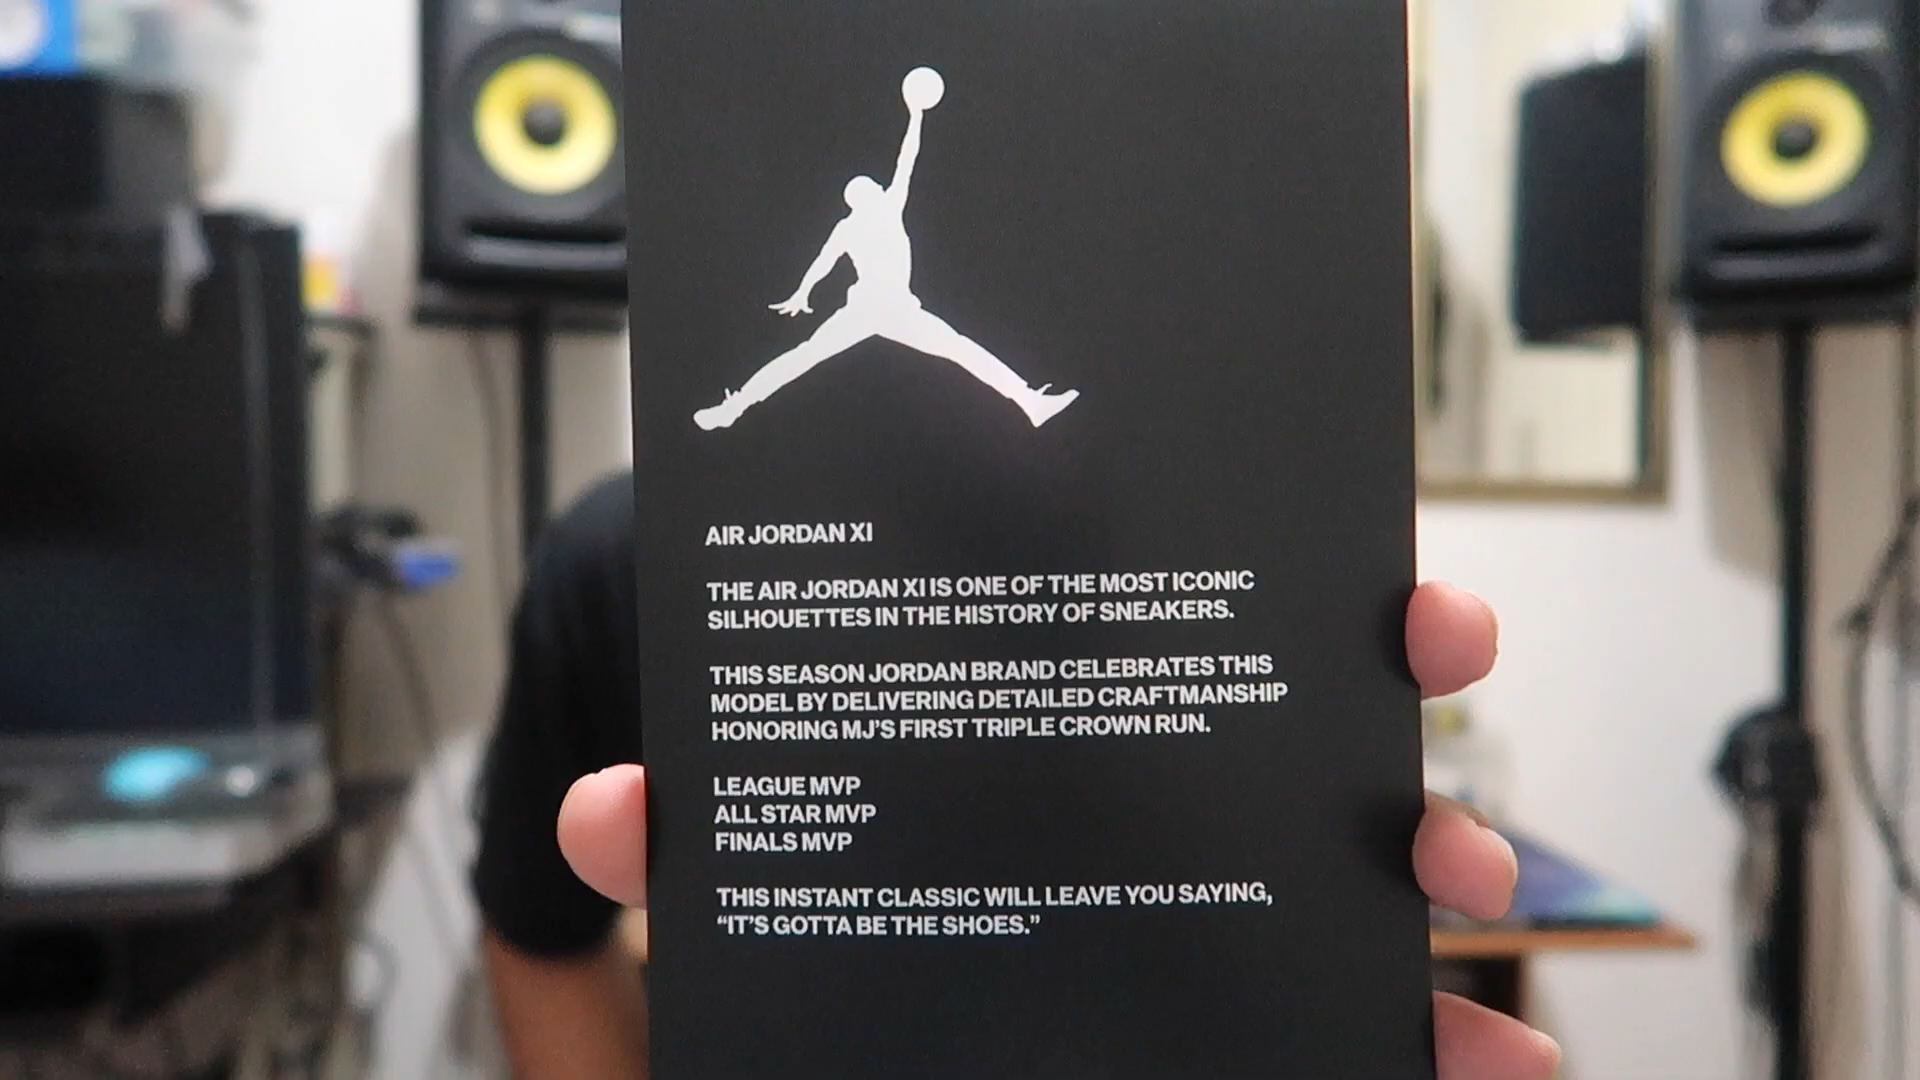 AIR JORDAN XI
THE AIR JORDAN XI IS ONE OF THE MOST ICONIC
SILHOUETTES IN THE HISTORY OF SNEAKERS.
THIS SEASON JORDAN BRAND CELEBRATES THIS
MODEL BY DELIVERING DETAILED CRAFTMANSHIP
HONORING MJ'S FIRST TRIPLE CROWN RUN.
LEAGUE MVP
ALL STAR MVP
FINALS MVP
THIS INSTANT CLASSIC WILL LEAVE YOU SAYING,
“IT'S GOTTA BE THE SHOES.”